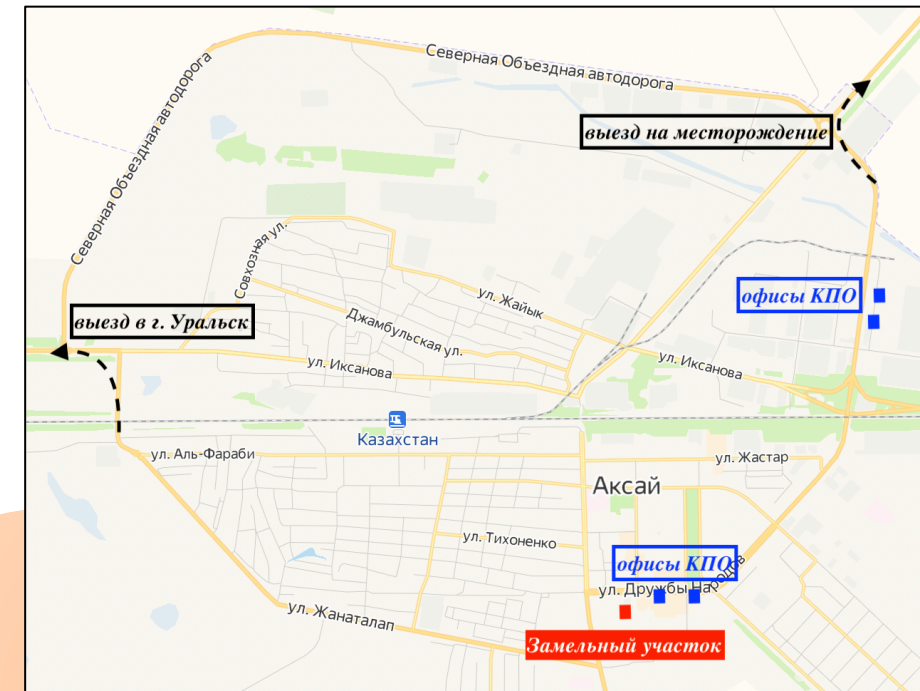 Северная Объездная автодорога
Северная Объездная автодорога
выезд на месторождение
Совхозная ул.
офисы КПО
ул. Жайык
выезд в г. Уральск
Джамбульская ул.
ул. Иксанова
ул. Иксанова
Казахстан
ул. Аль-Фараби
ул. Жастар
Аксай
ул. Тихоненко
офисы КПО
ул. Дружбы Народов
ул. Жанаталап
Замельный участок